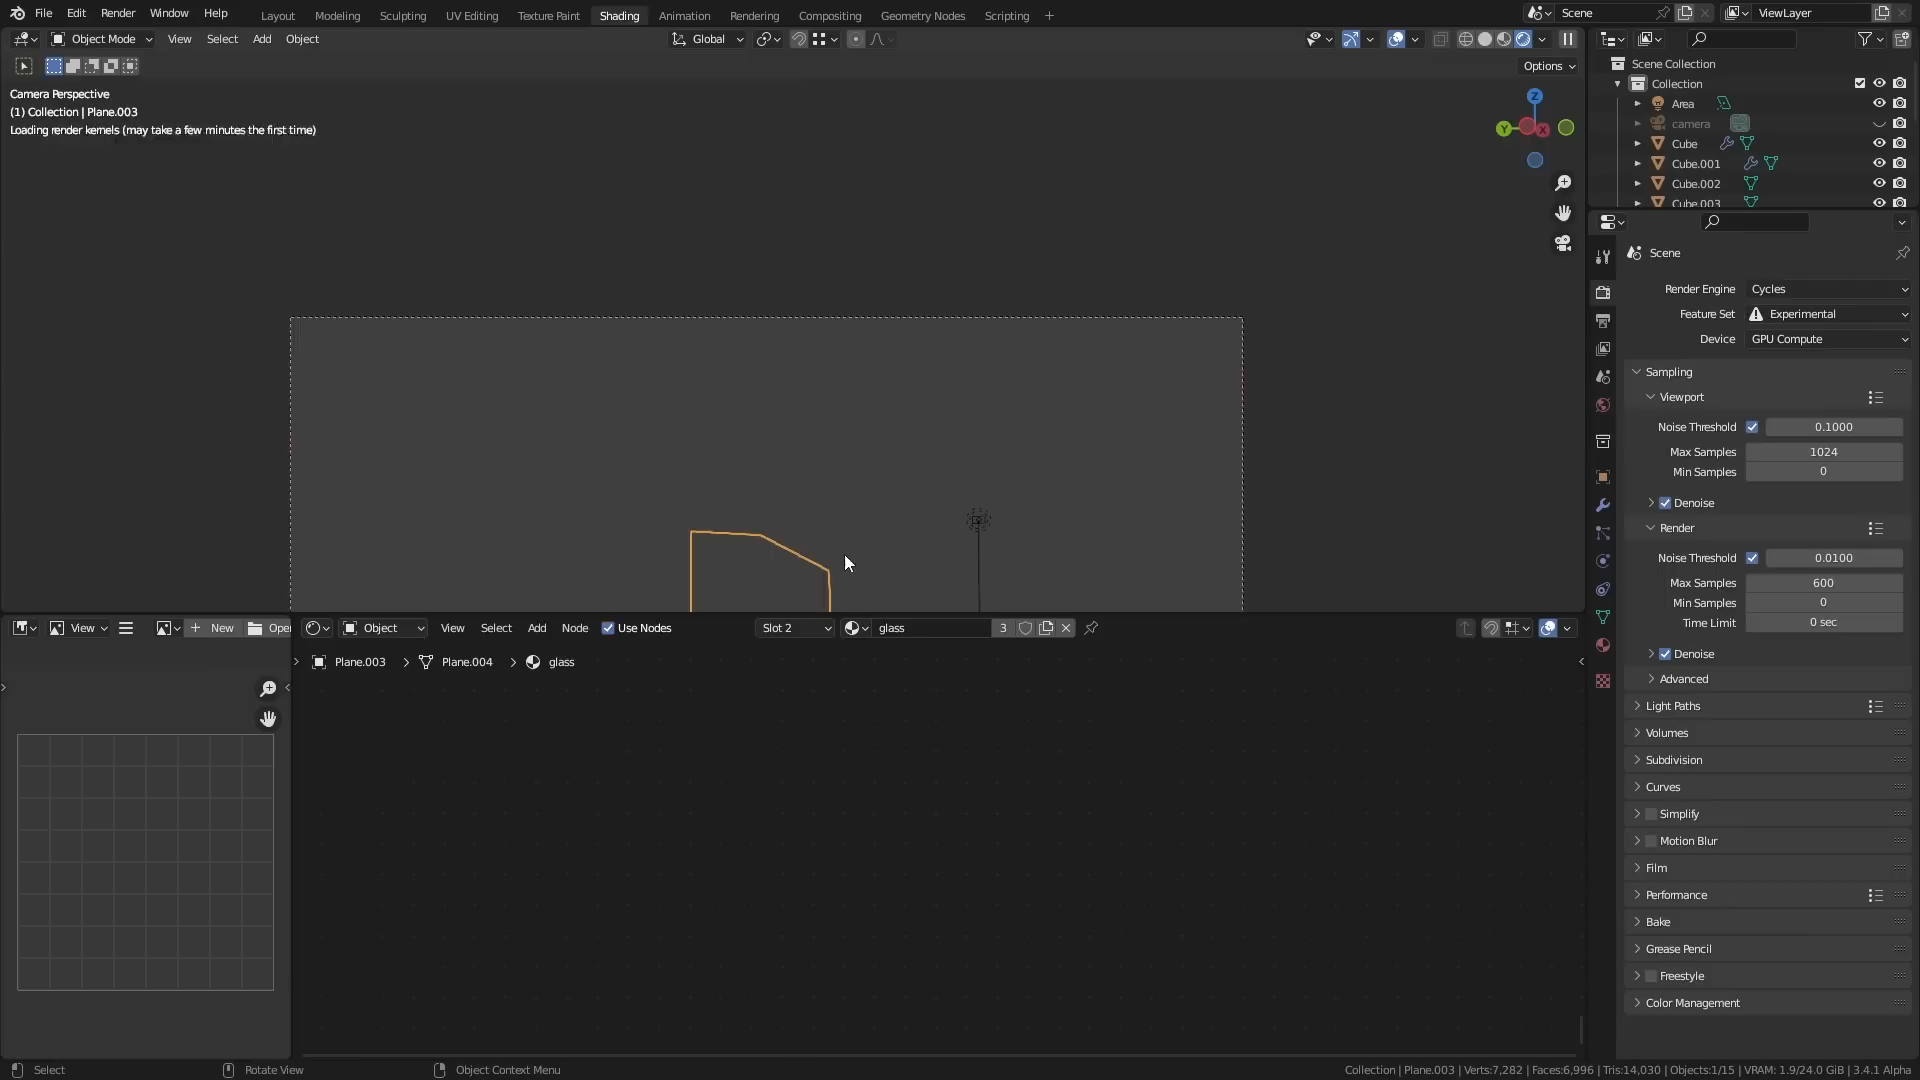 File Edit Render Window Help Layout Modeling Sculpting UV Editing Texture Paint Shading Animation Rendering Compositing Geometry Nodes Scripting + Scene ViewLayer
Object Mode View Select Add Object Global
Options
Camera Perspective
(1) Collection | Plane.003
Loading render kernels (may take a few minutes the first time)
Z
Y X
Scene Collection
Collection
Area
camera
Cube
Cube.001
Cube.002
Cube.003
Scene
Render Engine Cycles
Feature Set Experimental
Device GPU Compute
Sampling
Viewport
Noise Threshold 0.1000
Max Samples 1024
Min Samples 0
Denoise
Render
Noise Threshold 0.0100
Max Samples 600
Min Samples 0
Time Limit 0 sec
Denoise
Advanced
Light Paths
Volumes
Subdivision
Curves
Simplify
Motion Blur
Film
Performance
Bake
Grease Pencil
Freestyle
Color Management
View + New Ope
Object View Select Add Node Use Nodes Slot 2 glass 3
Plane.003 > Plane.004 > glass
Select Rotate View Object Context Menu Collection | Plane.003 | Verts:7,282 | Faces:6,996 | Tris:14,030 | Objects:1/15 | VRAM: 1.9/24.0 GiB | 3.4.1 Alpha